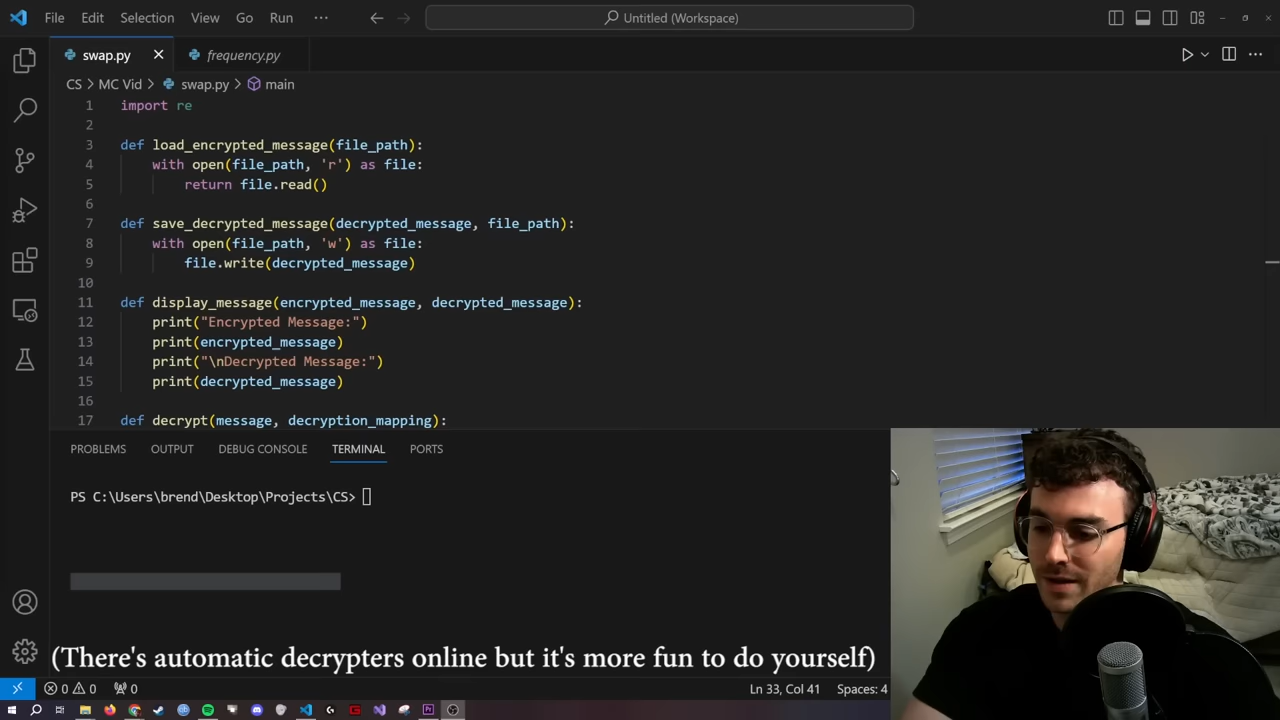 File Edit Selection View Go Run ··· Untitled (Workspace)
swap.py frequency.py
CS > MC Vid > swap.py > main
1 import re
2
3 def load_encrypted_message(file_path):
4 with open(file_path, 'r') as file:
5 return file.read()
6
7 def save_decrypted_message(decrypted_message, file_path):
8 with open(file_path, 'w') as file:
9 file.write(decrypted_message)
10
11 def display_message(encrypted_message, decrypted_message):
12 print("Encrypted Message:")
13 print(encrypted_message)
14 print("\nDecrypted Message:")
15 print(decrypted_message)
16
17 def decrypt(message, decryption_mapping):
PROBLEMS OUTPUT DEBUG CONSOLE TERMINAL PORTS
PS C:\Users\brend\Desktop\Projects\CS>
(There's automatic decrypters online but it's more fun to do yourself)
0 0 0 Ln 33, Col 41 Spaces: 4